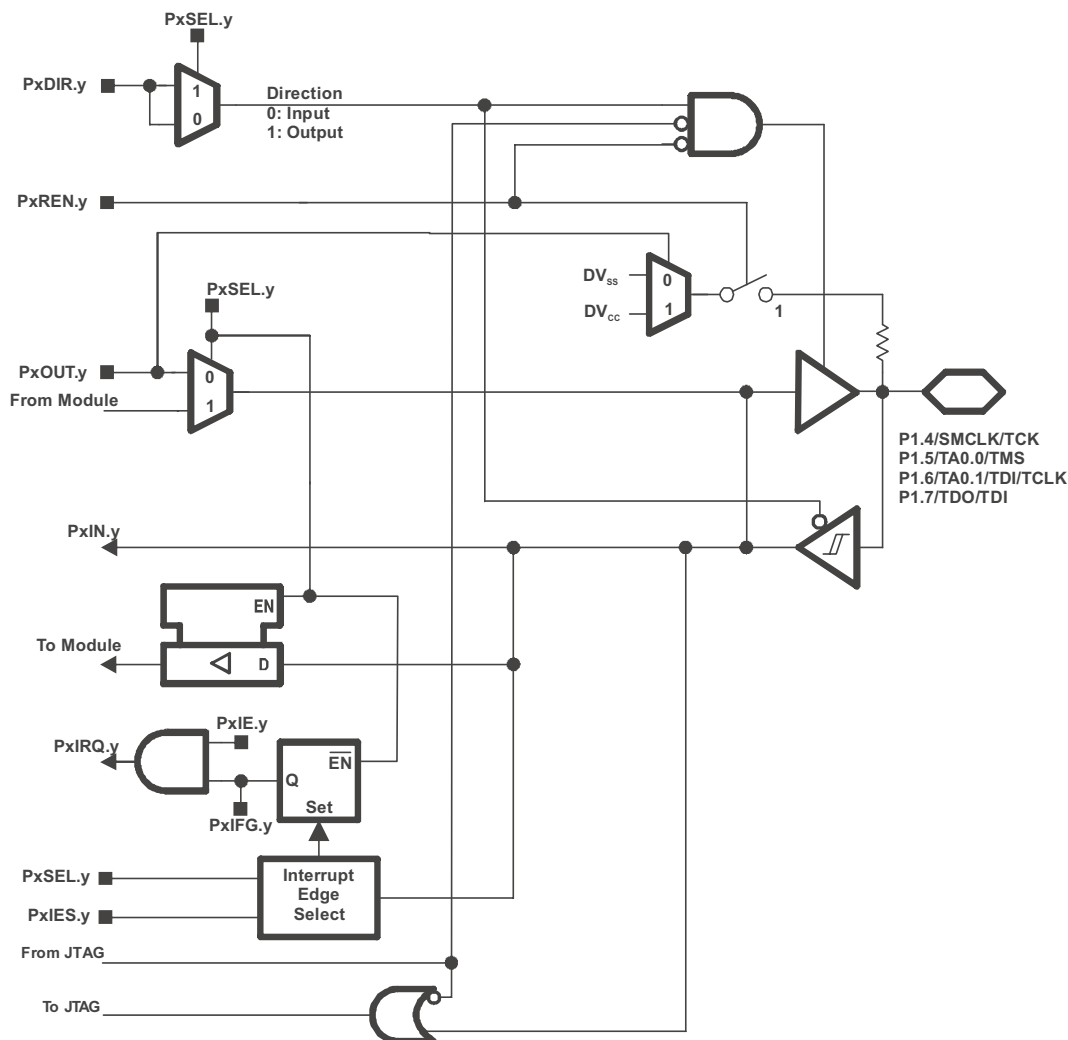 PxSEL.y
PxDIR.y
1
0
Direction
0: Input
1: Output
PxREN.y
DVss
0
DVcc
1
1
PxSEL.y
PxOUT.y
0
From Module
1
P1.4/SMCLK/TCK
P1.5/TA0.0/TMS
P1.6/TA0.1/TDI/TCLK
P1.7/TDO/TDI
PxIN.y
EN
To Module
D
PxIE.y
PxIRQ.y
EN
Q
Set
PxIFG.y
PxSEL.y
Interrupt
Edge
Select
PxIES.y
From JTAG
To JTAG